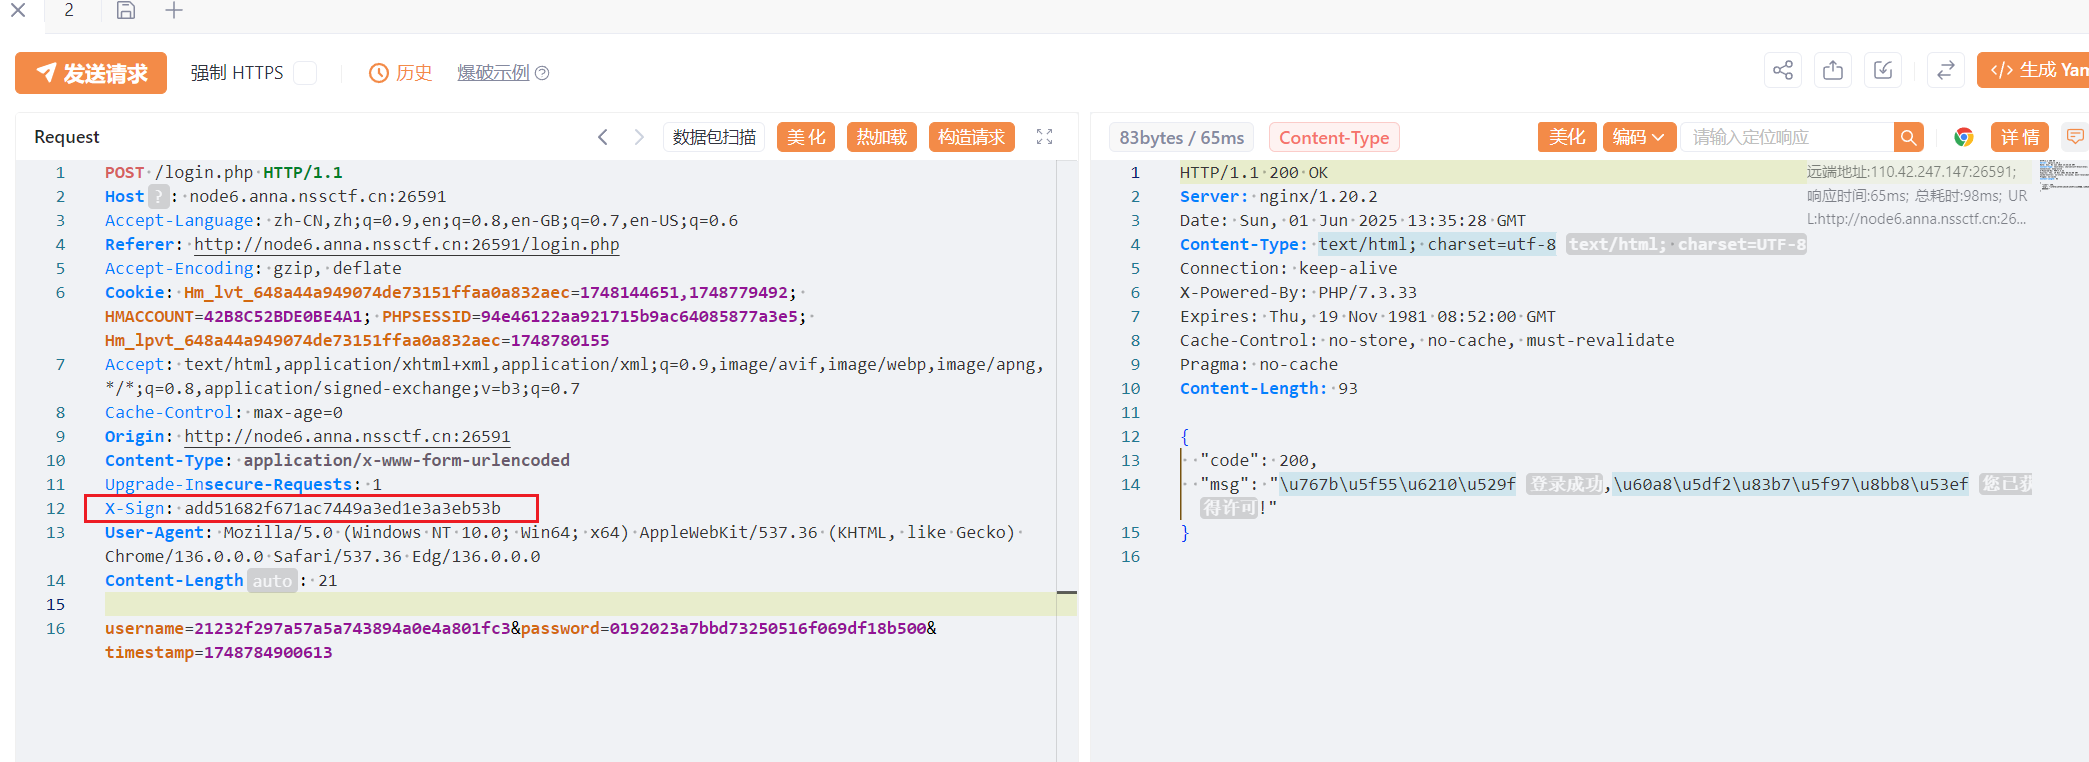 2
发送请求 强制 HTTPS 历史 爆破示例 生成 Yam
Request 数据包扫描 美化 热加载 构造请求
1 POST /login.php HTTP/1.1
2 Host ? : node6.anna.nssctf.cn:26591
3 Accept-Language: zh-CN,zh;q=0.9,en;q=0.8,en-GB;q=0.7,en-US;q=0.6
4 Referer: http://node6.anna.nssctf.cn:26591/login.php
5 Accept-Encoding: gzip, deflate
6 Cookie: Hm_lvt_648a44a949074de73151ffaa0a832aec=1748144651,1748779492;
HMACCOUNT=42B8C52BDE0BE4A1; PHPSESSID=94e46122aa921715b9ac64085877a3e5;
Hm_lpvt_648a44a949074de73151ffaa0a832aec=1748780155
7 Accept: text/html,application/xhtml+xml,application/xml;q=0.9,image/avif,image/webp,image/apng,
*/*;q=0.8,application/signed-exchange;v=b3;q=0.7
8 Cache-Control: max-age=0
9 Origin: http://node6.anna.nssctf.cn:26591
10 Content-Type: application/x-www-form-urlencoded
11 Upgrade-Insecure-Requests: 1
12 X-Sign: add51682f671ac7449a3ed1e3a3eb53b
13 User-Agent: Mozilla/5.0 (Windows NT 10.0; Win64; x64) AppleWebKit/537.36 (KHTML, like Gecko)
Chrome/136.0.0.0 Safari/537.36 Edg/136.0.0.0
14 Content-Length auto : 21
15
16 username=21232f297a57a5a743894a0e4a801fc3&password=0192023a7bbd73250516f069df18b500&
timestamp=1748784900613
83bytes / 65ms Content-Type 美化 编码 请输入定位响应 详情
1 HTTP/1.1 200 OK
远端地址:110.42.247.147:26591;
响应时间:65ms; 总耗时:98ms; UR
L:http://node6.anna.nssctf.cn:26...
2 Server: nginx/1.20.2
3 Date: Sun, 01 Jun 2025 13:35:28 GMT
4 Content-Type: text/html; charset=utf-8 text/html; charset=UTF-8
5 Connection: keep-alive
6 X-Powered-By: PHP/7.3.33
7 Expires: Thu, 19 Nov 1981 08:52:00 GMT
8 Cache-Control: no-store, no-cache, must-revalidate
9 Pragma: no-cache
10 Content-Length: 93
11
12 {
13 "code": 200,
14 "msg": "\u767b\u5f55\u6210\u529f 登录成功,\u60a8\u5df2\u83b7\u5f97\u8bb8\u53ef 您已获
得许可!"
15 }
16